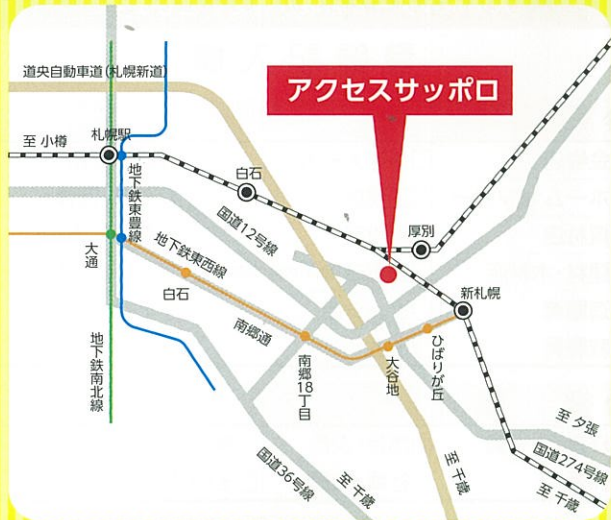 道央自動車道(札幌新道)
アクセスサッポロ
至 小樽
札幌駅
白石
地下鉄東豊線
国道12号線
厚別
地下鉄東西線
大通
白石
新札幌
南郷通
地下鉄南北線
南郷18丁目
大谷地
ひばりが丘
至 夕張
国道274号線
至 千歳
国道36号線
至 千歳
至 千歳